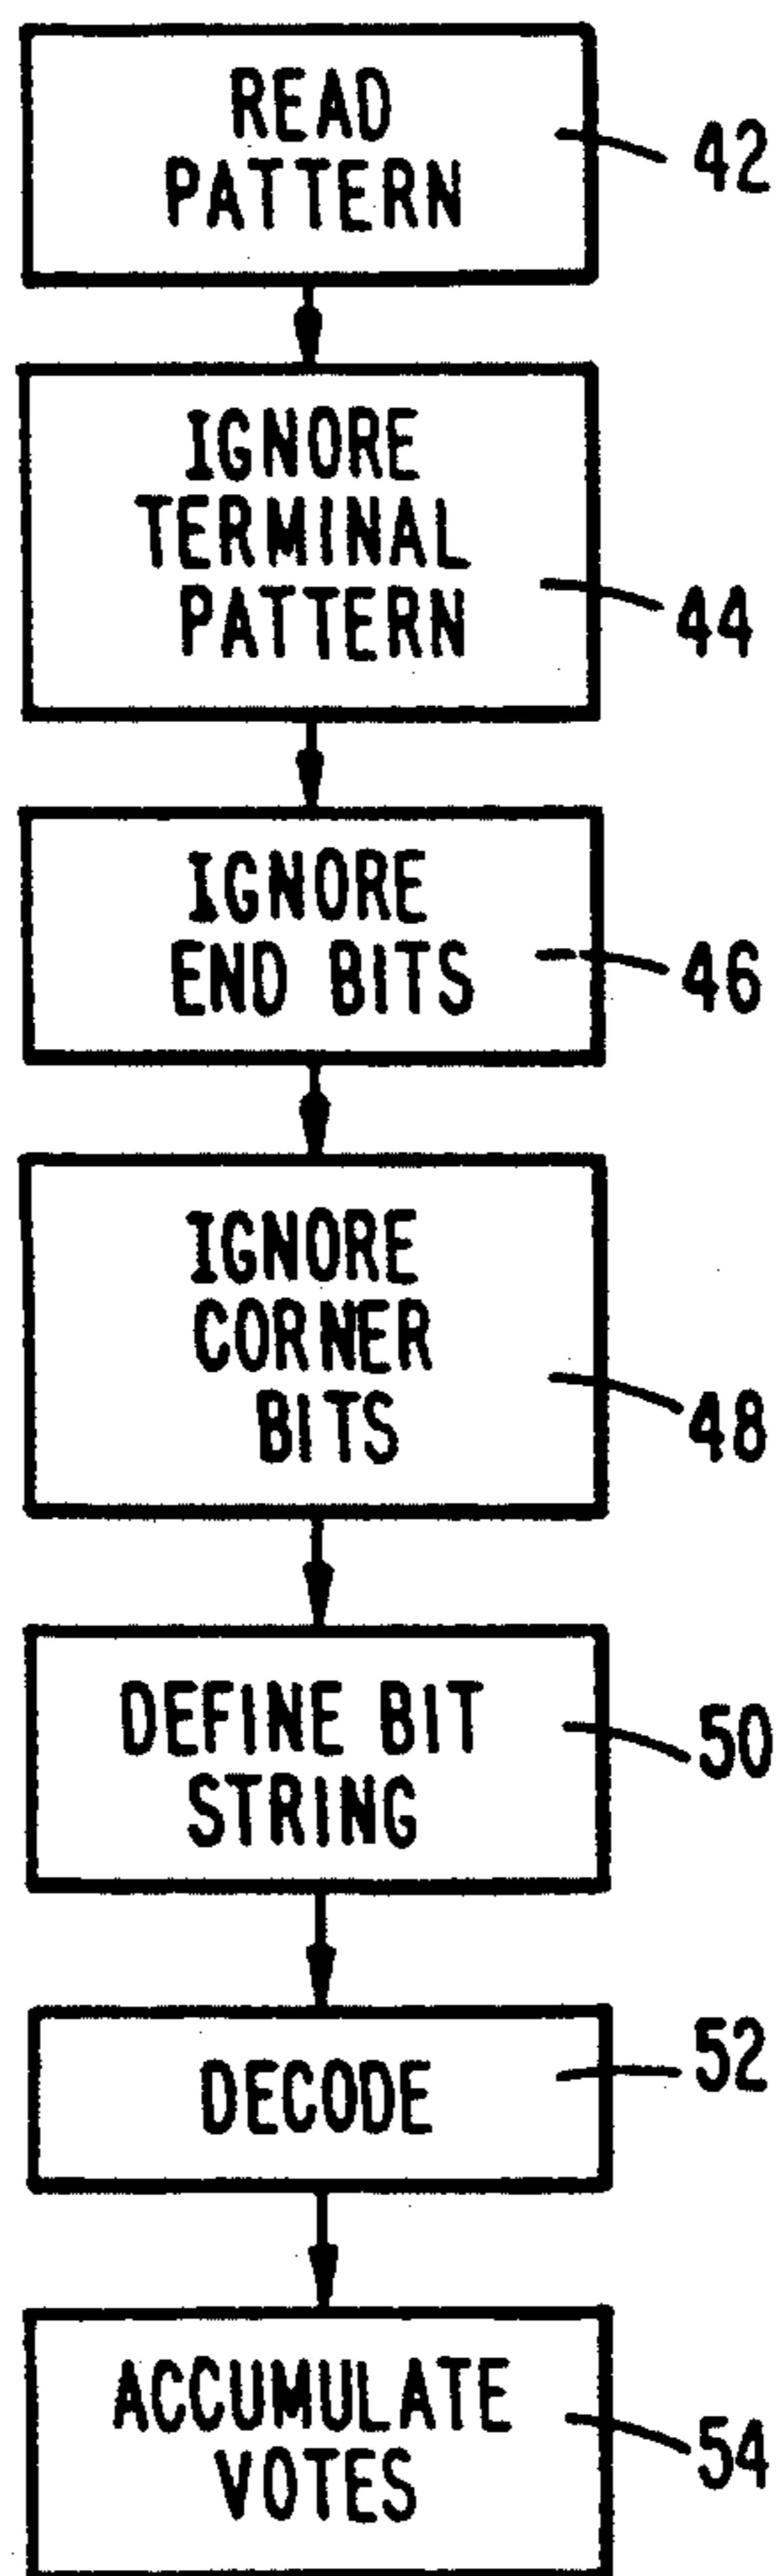 READ
PATTERN
42
IGNORE
TERMINAL
PATTERN
44
IGNORE
END BITS
46
IGNORE
CORNER
BITS
48
DEFINE BIT
STRING
50
DECODE
52
ACCUMULATE
VOTES
54